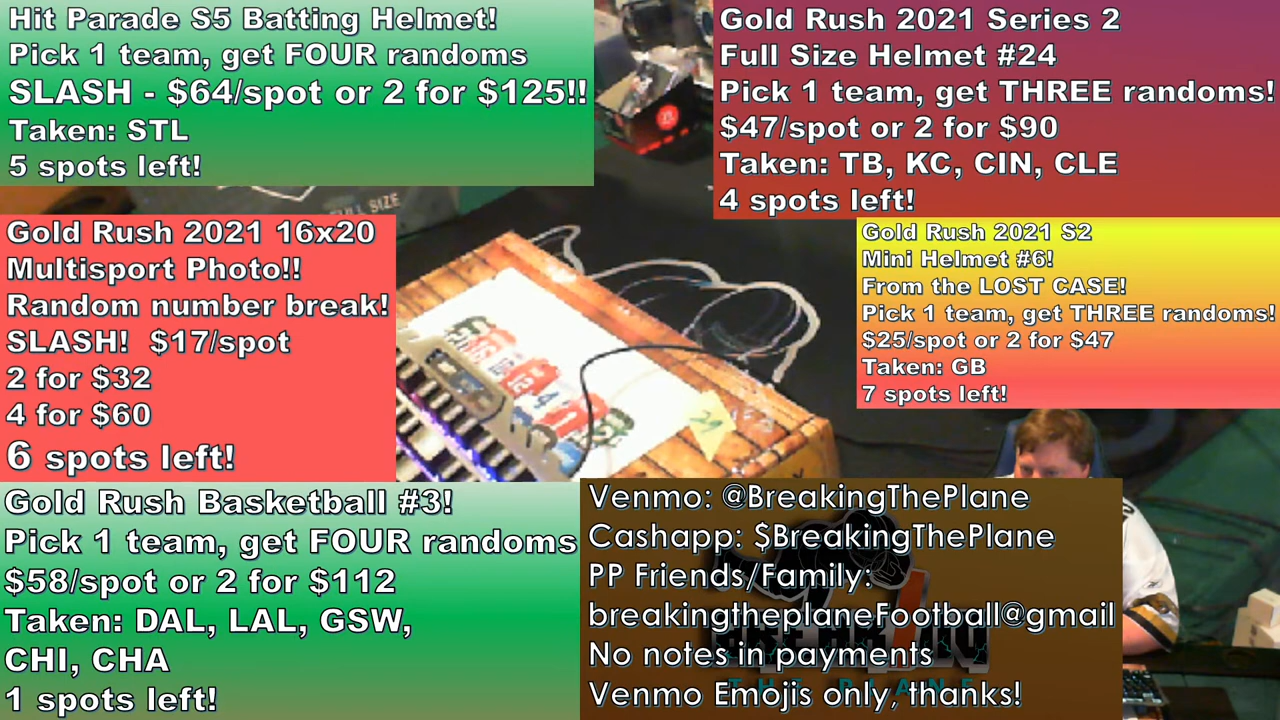 Hit Parade S5 Batting Helmet!
Pick 1 team, get FOUR randoms
SLASH - $64/spot or 2 for $125!!
Taken: STL
5 spots left!
Gold Rush 2021 Series 2
Full Size Helmet #24
Pick 1 team, get THREE randoms!
$47/spot or 2 for $90
Taken: TB, KC, CIN, CLE
4 spots left!
FULL SIZE
Gold Rush 2021 16x20
Multisport Photo!!
Random number break!
SLASH! $17/spot
2 for $32
4 for $60
6 spots left!
Gold Rush 2021 S2
Mini Helmet #6!
From the LOST CASE!
Pick 1 team, get THREE randoms!
$25/spot or 2 for $47
Taken: GB
7 spots left!
Gold Rush Basketball #3!
Pick 1 team, get FOUR randoms
$58/spot or 2 for $112
Taken: DAL, LAL, GSW,
CHI, CHA
1 spots left!
Venmo: @BreakingThePlane
Cashapp: $BreakingThePlane
PP Friends/Family:
breakingtheplaneFootball@gmail
No notes in payments
Venmo Emojis only, thanks!
BREAKING
THE PLANE